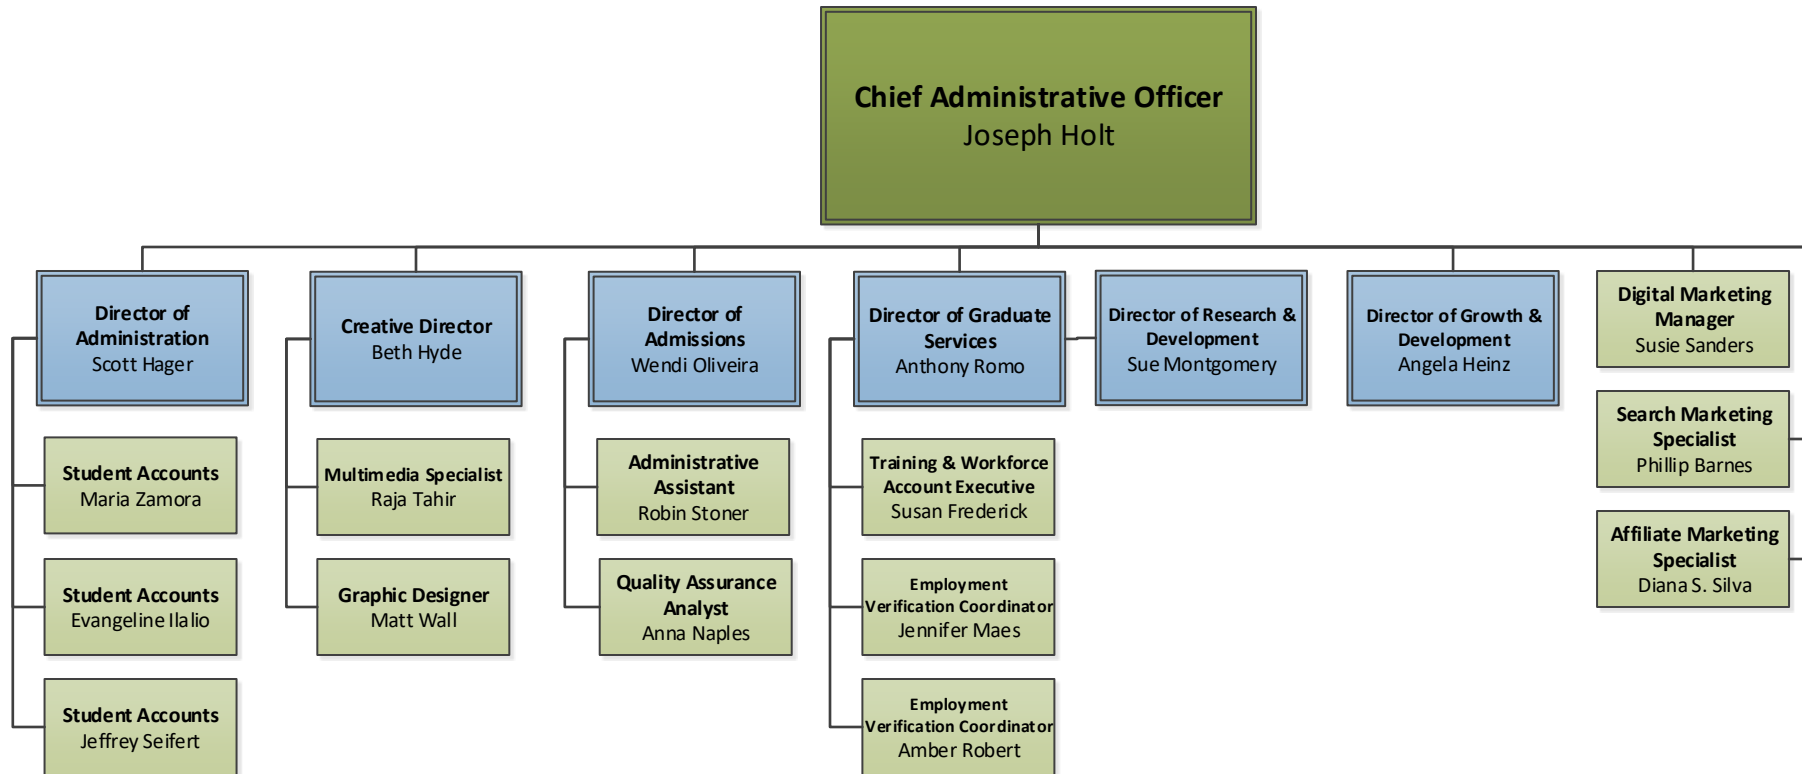 Chief Administrative Officer
Joseph Holt
Director of
Administration
Scott Hager
Student Accounts
Maria Zamora
Student Accounts
Evangeline Ilalio
Student Accounts
Jeffrey Seifert
Creative Director
Beth Hyde
Multimedia Specialist
Raja Tahir
Graphic Designer
Matt Wall
Director of
Admissions
Wendi Oliveira
Administrative
Assistant
Robin Stoner
Quality Assurance
Analyst
Anna Naples
Director of Graduate
Services
Anthony Romo
Training & Workforce
Account Executive
Susan Frederick
Employment
Verification Coordinator
Jennifer Maes
Employment
Verification Coordinator
Amber Robert
Director of Research &
Development
Sue Montgomery
Director of Growth &
Development
Angela Heinz
Digital Marketing
Manager
Susie Sanders
Search Marketing
Specialist
Phillip Barnes
Affiliate Marketing
Specialist
Diana S. Silva